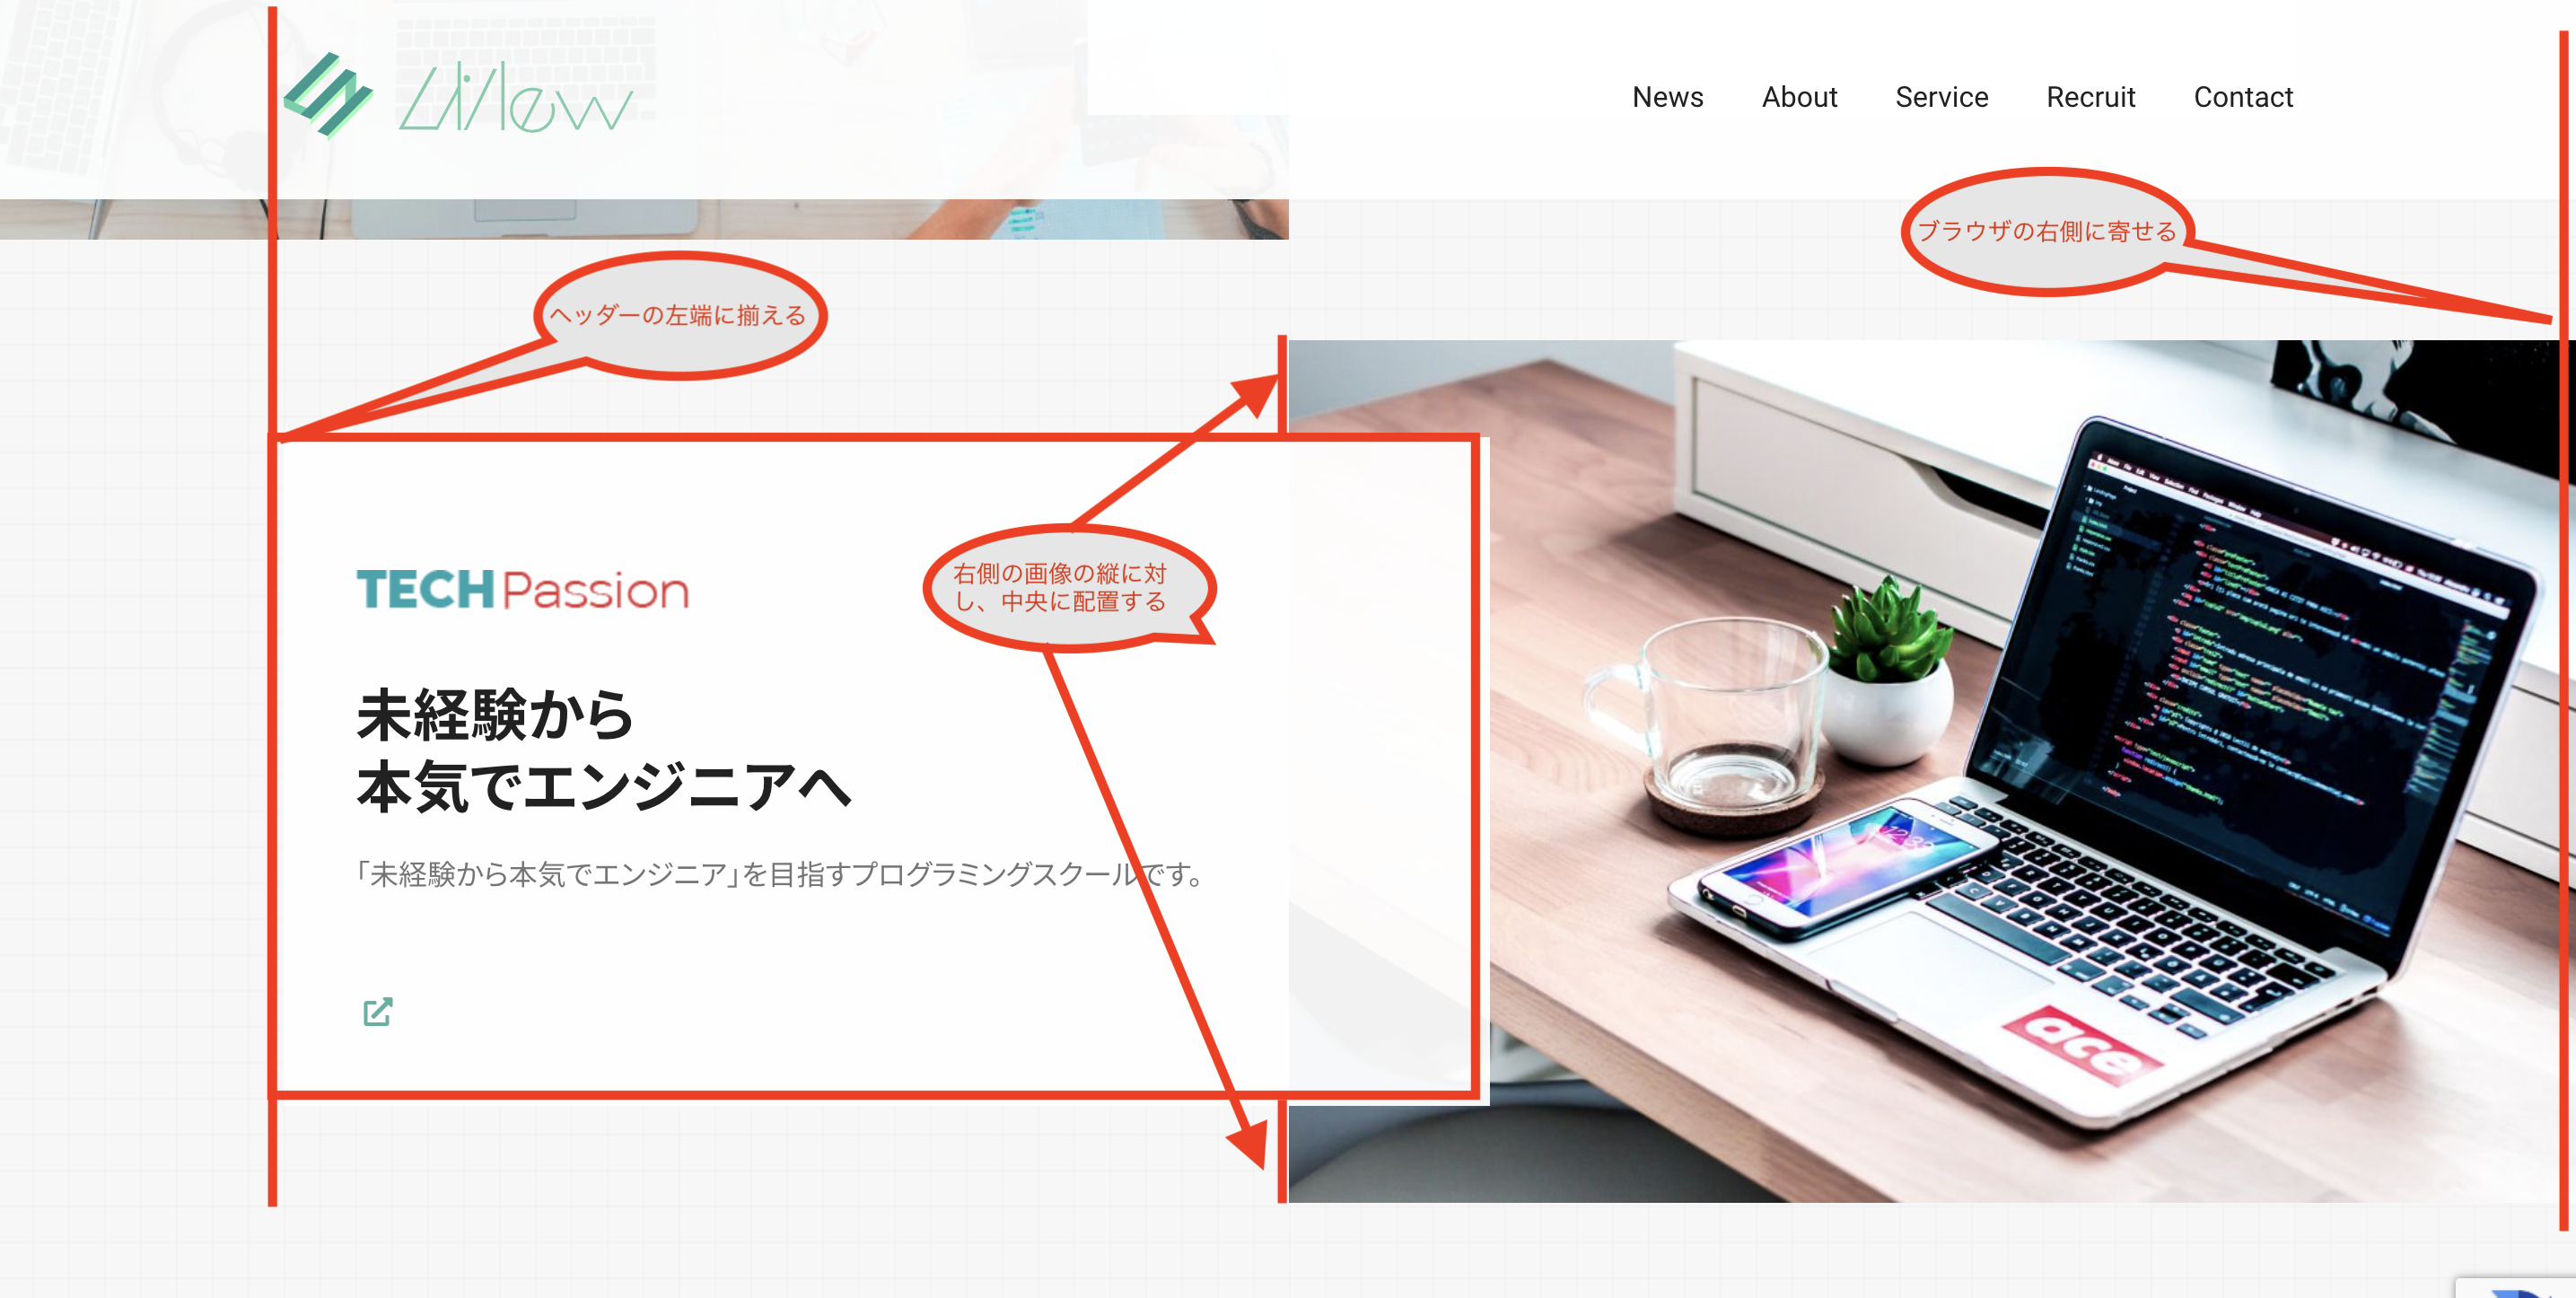 LiNew
News About Service Recruit Contact
ブラウザの右側に寄せる
ヘッダーの左端に揃える
右側の画像の縦に対
し、中央に配置する
TECH Passion
未経験から
本気でエンジニアへ
「未経験から本気でエンジニア」を目指すプログラミングスクールです。
ace